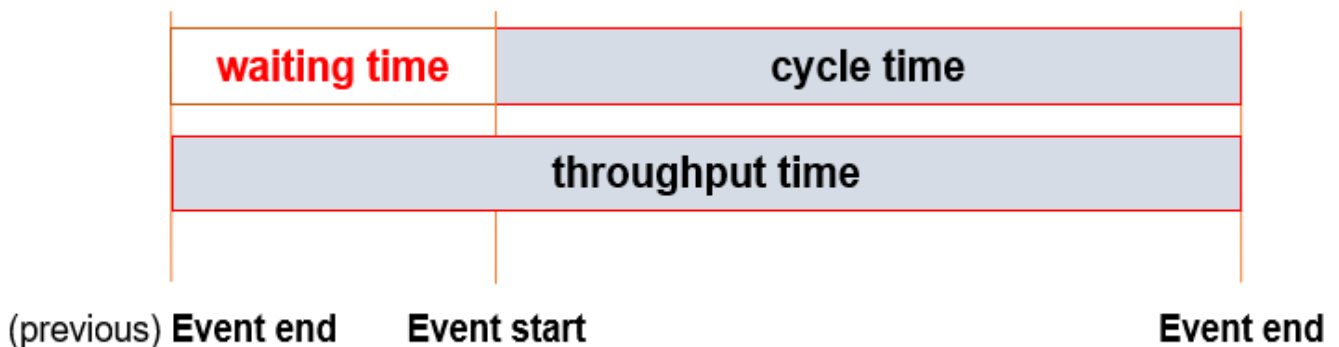 waiting time cycle time
throughput time
(previous) Event end Event start Event end